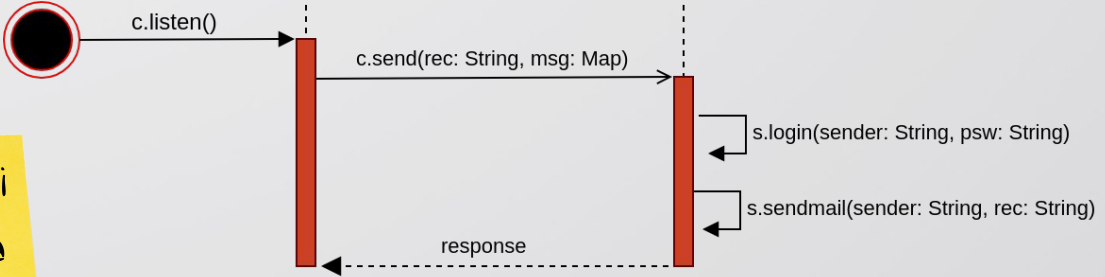 c.listen()
c.send(rec: String, msg: Map)
s.login(sender: String, psw: String)
s.sendmail(sender: String, rec: String)
response
i
e